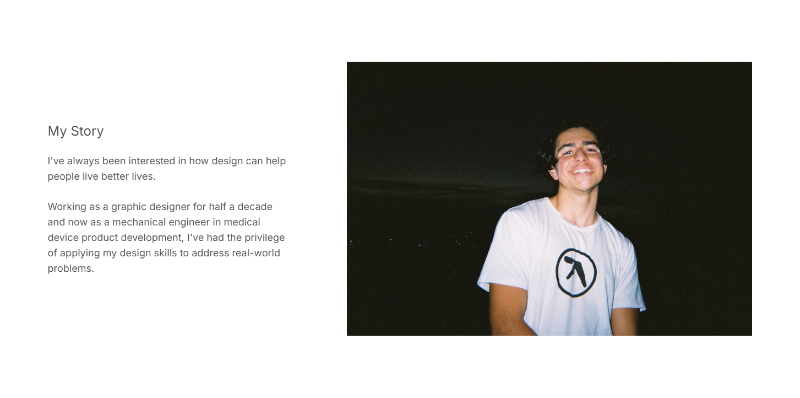 My Story
I've always been interested in how design can help
people live better lives.
Working as a graphic designer for half a decade
and now as a mechanical engineer in medical
device product development, I've had the privilege
of applying my design skills to address real-world
problems.